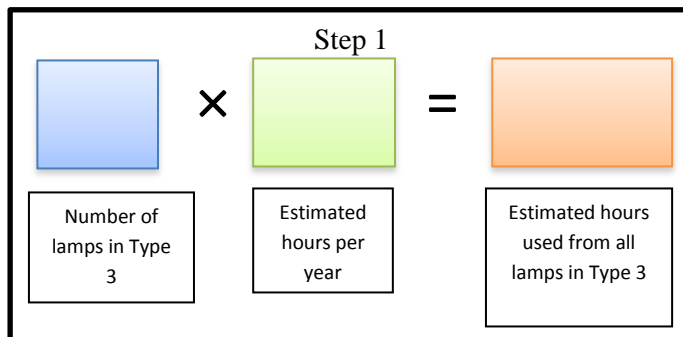 Step 1
× =
Number of
lamps in Type
3
Estimated
hours per
year
Estimated hours
used from all
lamps in Type 3